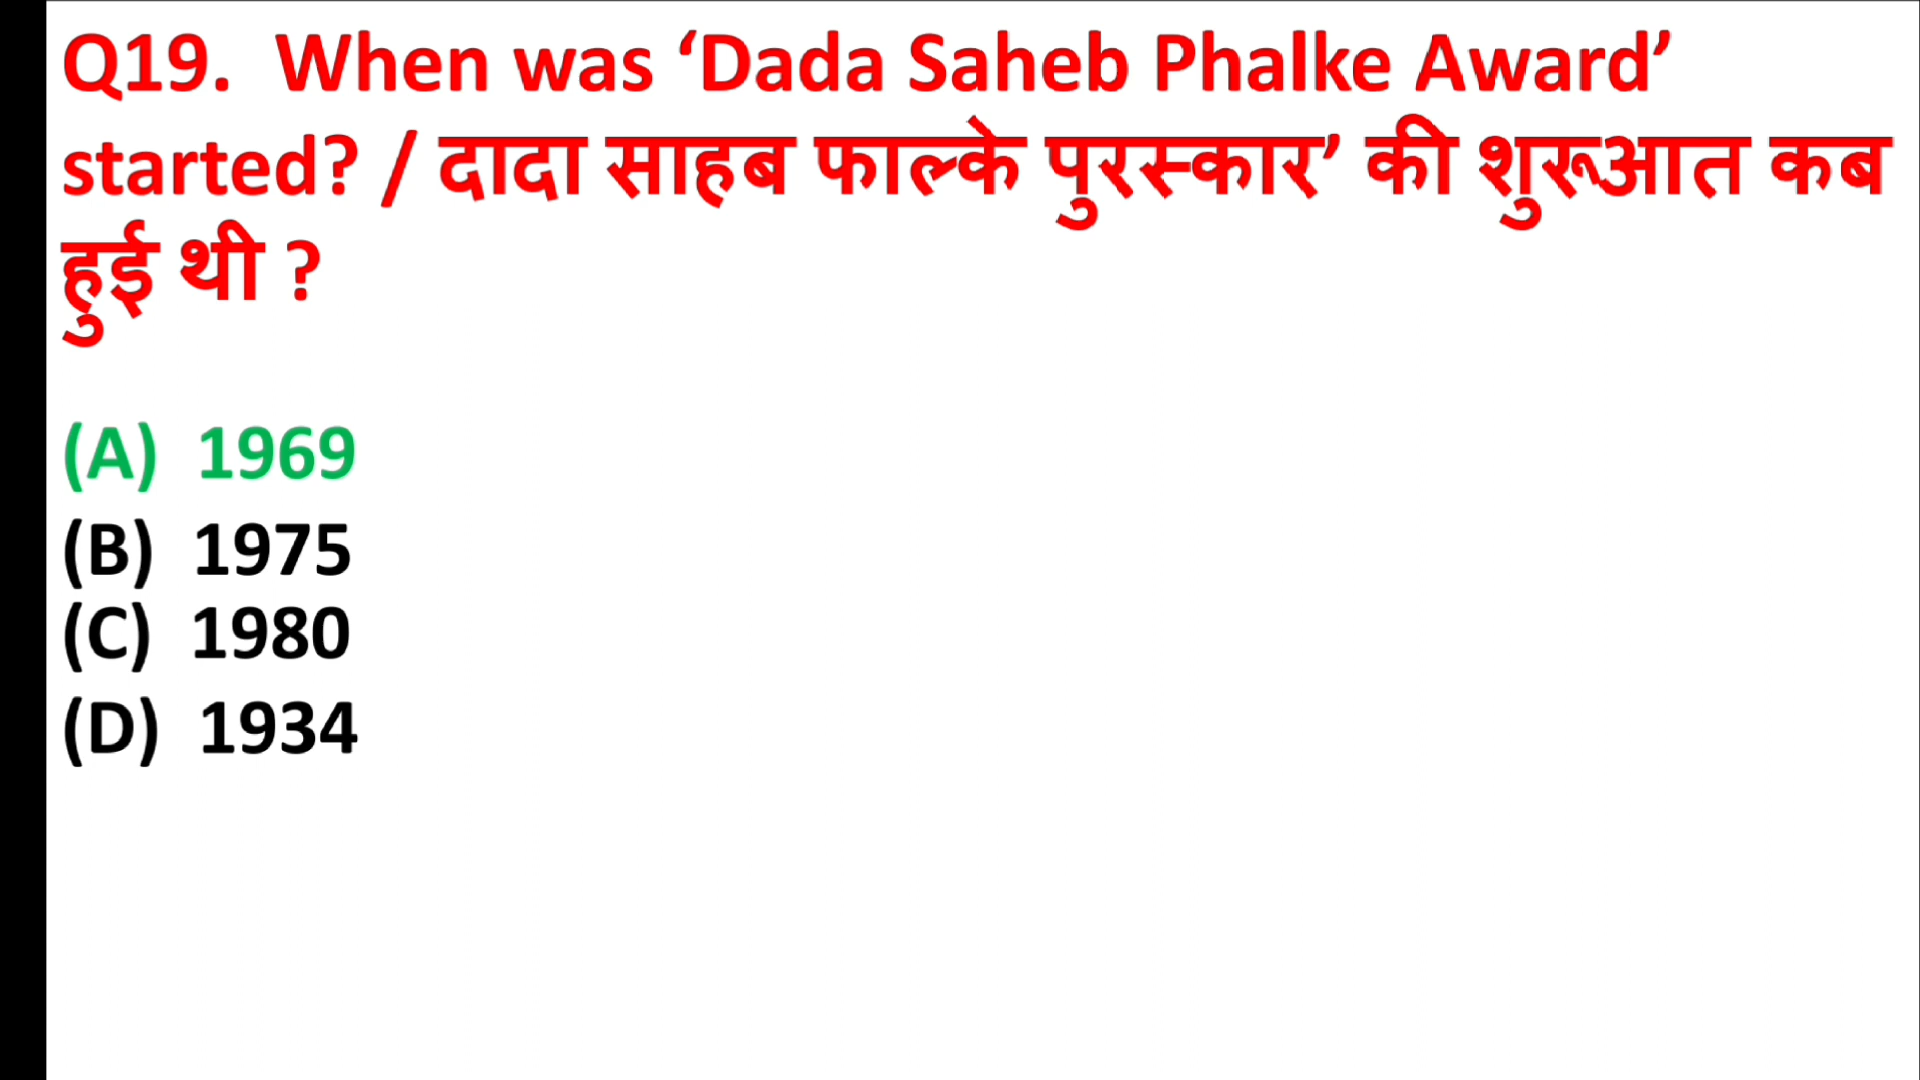 Q19. When was ‘Dada Saheb Phalke Award’
started? / दादा साहब फाल्के पुरस्कार’ की शुरूआत कब
हुई थी ?
(A) 1969
(B) 1975
(C) 1980
(D) 1934